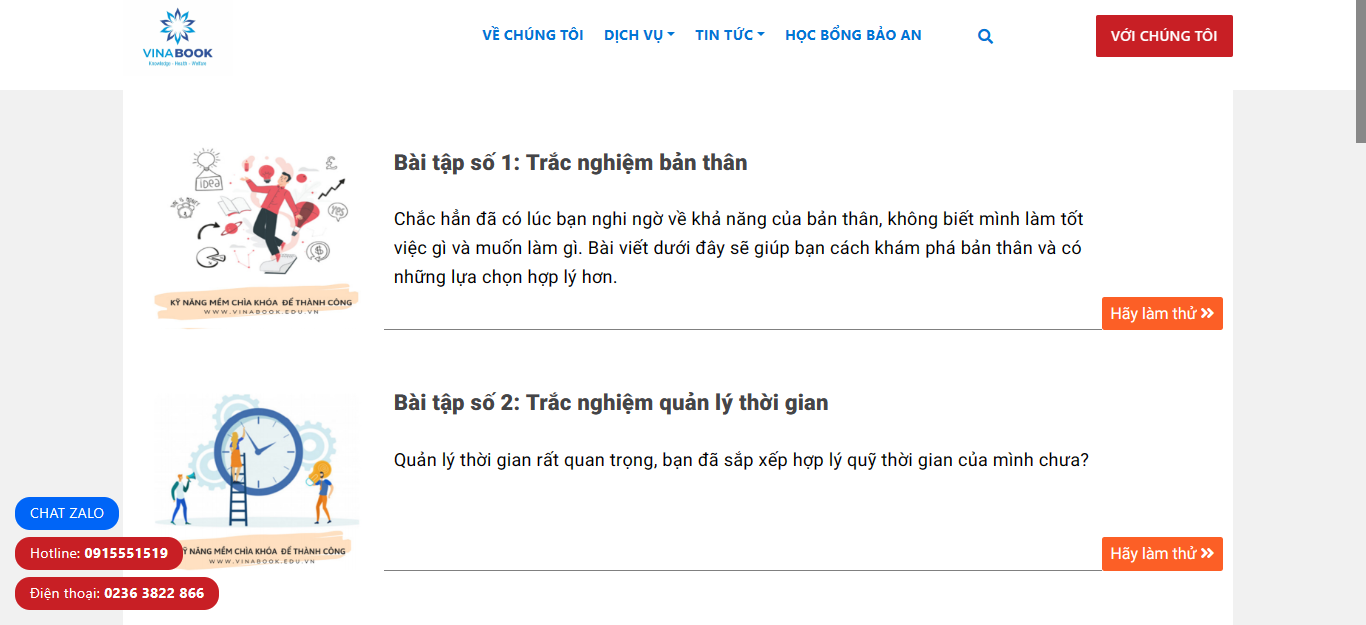 VINABOOK
Knowledge - Health - Welfare
VỀ CHÚNG TÔI DỊCH VỤ TIN TỨC HỌC BỔNG BẢO AN
VỚI CHÚNG TÔI
idea
£
TIME IS MONEY
YES
$
KỸ NĂNG MỀM CHÌA KHÓA ĐỂ THÀNH CÔNG
WWW.VINABOOK.EDU.VN
Bài tập số 1: Trắc nghiệm bản thân
Chắc hẳn đã có lúc bạn nghi ngờ về khả năng của bản thân, không biết mình làm tốt
việc gì và muốn làm gì. Bài viết dưới đây sẽ giúp bạn cách khám phá bản thân và có
những lựa chọn hợp lý hơn.
Hãy làm thử »
Bài tập số 2: Trắc nghiệm quản lý thời gian
Quản lý thời gian rất quan trọng, bạn đã sắp xếp hợp lý quỹ thời gian của mình chưa?
Ỹ NĂNG MỀM CHÌA KHÓA ĐỂ THÀNH CÔNG
WWW.VINABOOK.EDU.VN
Hãy làm thử »
CHAT ZALO
Hotline: 0915551519
Điện thoại: 0236 3822 866